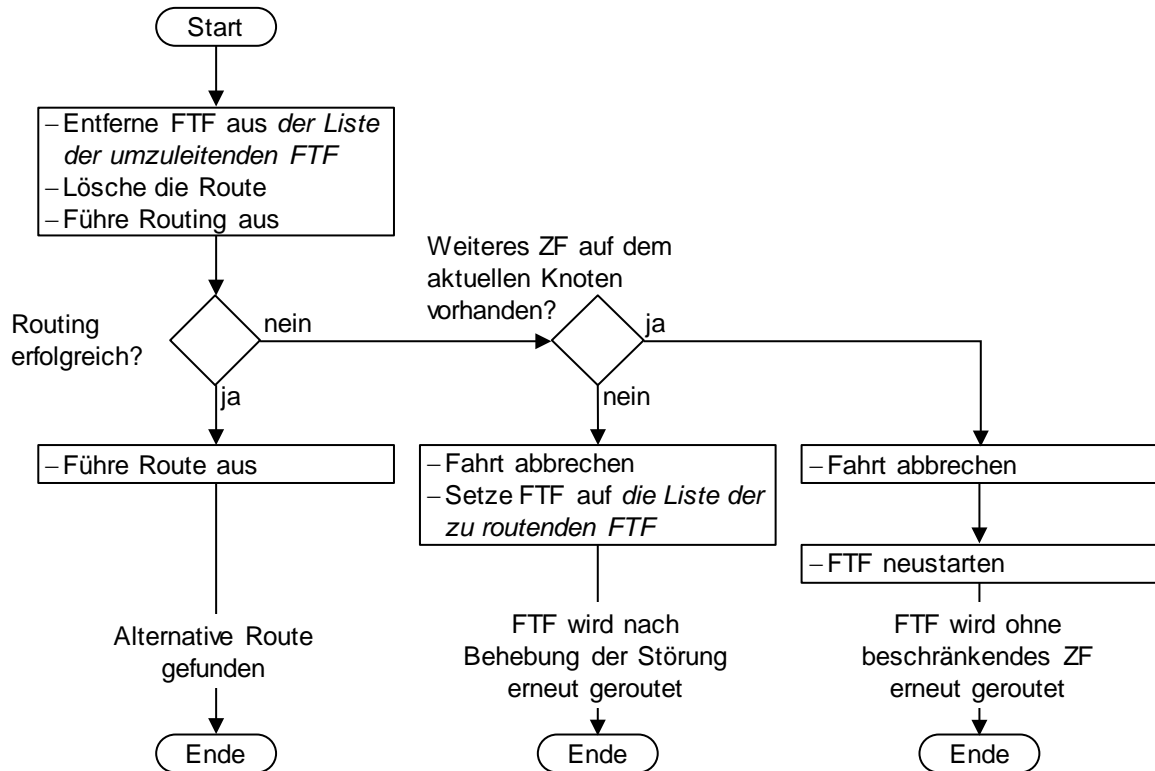 Start
– Entferne FTF aus der Liste
der umzuleitenden FTF
– Lösche die Route
– Führe Routing aus
Weiteres ZF auf dem
aktuellen Knoten
vorhanden?
Routing
erfolgreich?
nein
ja
ja
nein
– Führe Route aus
– Fahrt abbrechen
– Setze FTF auf die Liste der
zu routenden FTF
– Fahrt abbrechen
– FTF neustarten
Alternative Route
gefunden
FTF wird nach
Behebung der Störung
erneut geroutet
FTF wird ohne
beschränkendes ZF
erneut geroutet
Ende
Ende
Ende